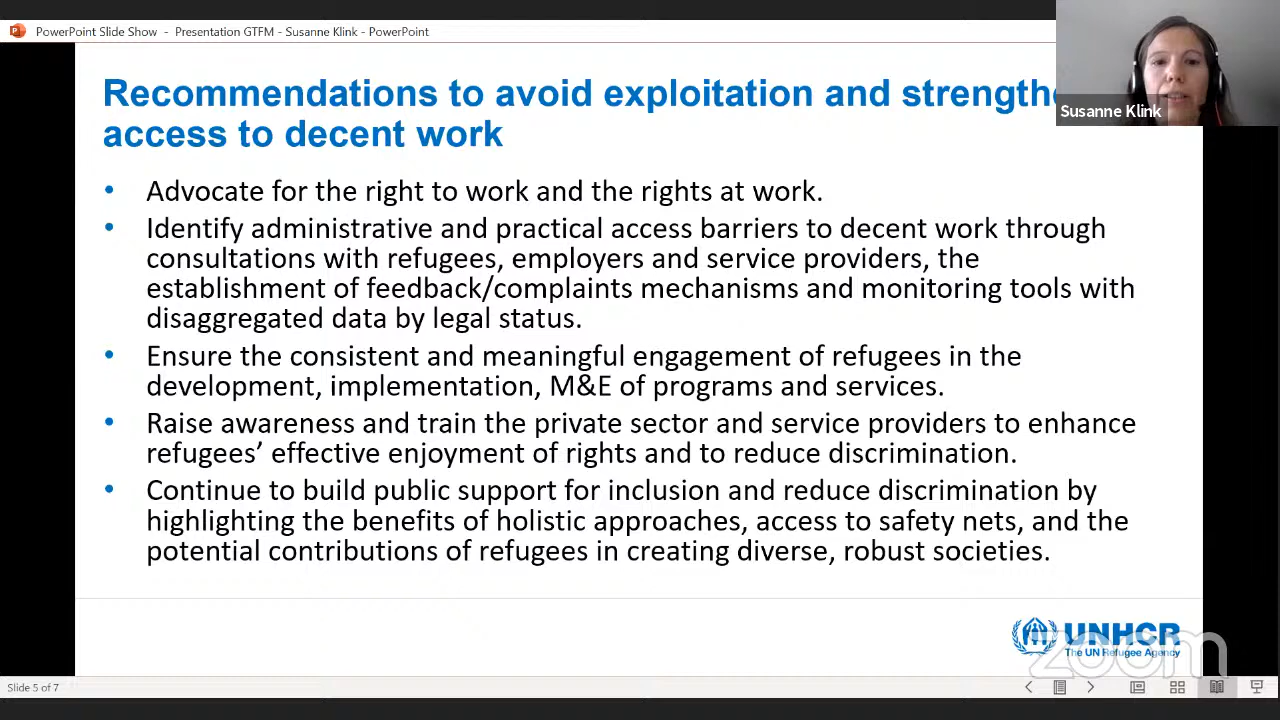 PowerPoint Slide Show - Presentation GTFM - Susanne Klink - PowerPoint
Susanne Klink
Recommendations to avoid exploitation and strengthe
access to decent work
• Advocate for the right to work and the rights at work.
• Identify administrative and practical access barriers to decent work through
consultations with refugees, employers and service providers, the
establishment of feedback/complaints mechanisms and monitoring tools with
disaggregated data by legal status.
• Ensure the consistent and meaningful engagement of refugees in the
development, implementation, M&E of programs and services.
• Raise awareness and train the private sector and service providers to enhance
refugees’ effective enjoyment of rights and to reduce discrimination.
• Continue to build public support for inclusion and reduce discrimination by
highlighting the benefits of holistic approaches, access to safety nets, and the
potential contributions of refugees in creating diverse, robust societies.
UNHCR
The UN Refugee Agency
zoom
Slide 5 of 7